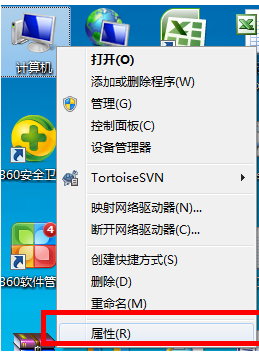 计算机
打开(O)
添加或删除程序(W)
管理(G)
控制面板(C)
设备管理器
TortoiseSVN
映射网络驱动器(N)...
断开网络驱动器(C)...
创建快捷方式(S)
删除(D)
重命名(M)
属性(R)
360安全卫
4
360软件管